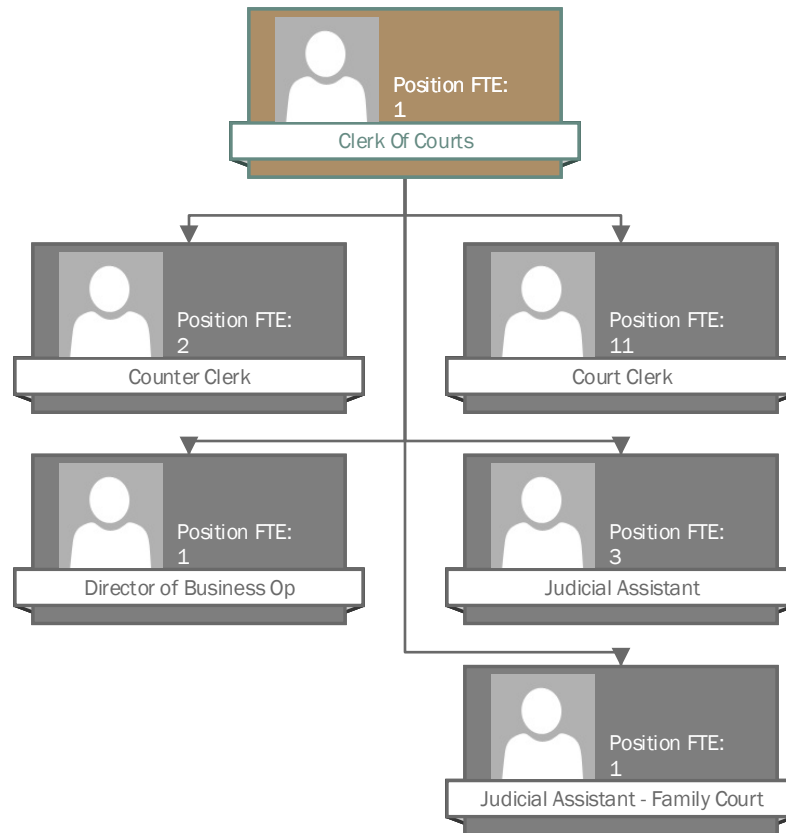 Position FTE:
1
Clerk Of Courts
Position FTE:
2
Counter Clerk
Position FTE:
11
Court Clerk
Position FTE:
1
Director of Business Op
Position FTE:
3
Judicial Assistant
Position FTE:
1
Judicial Assistant - Family Court